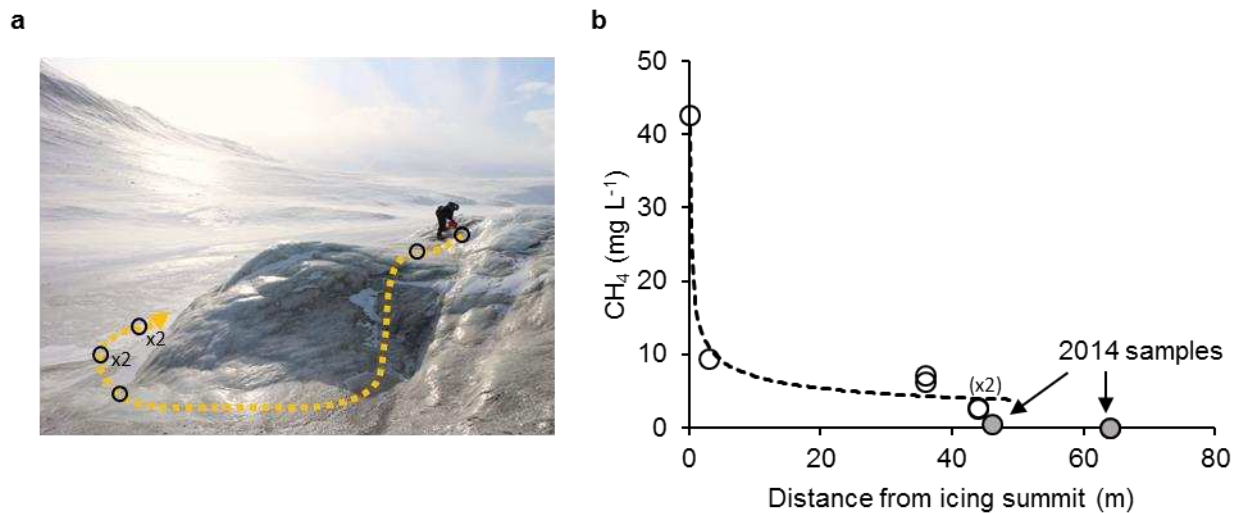 a
b
x2
x2
50
40
30
20
10
0
CH₄ (mg L⁻¹)
2014 samples
(x2)
0
20
40
60
80
Distance from icing summit (m)